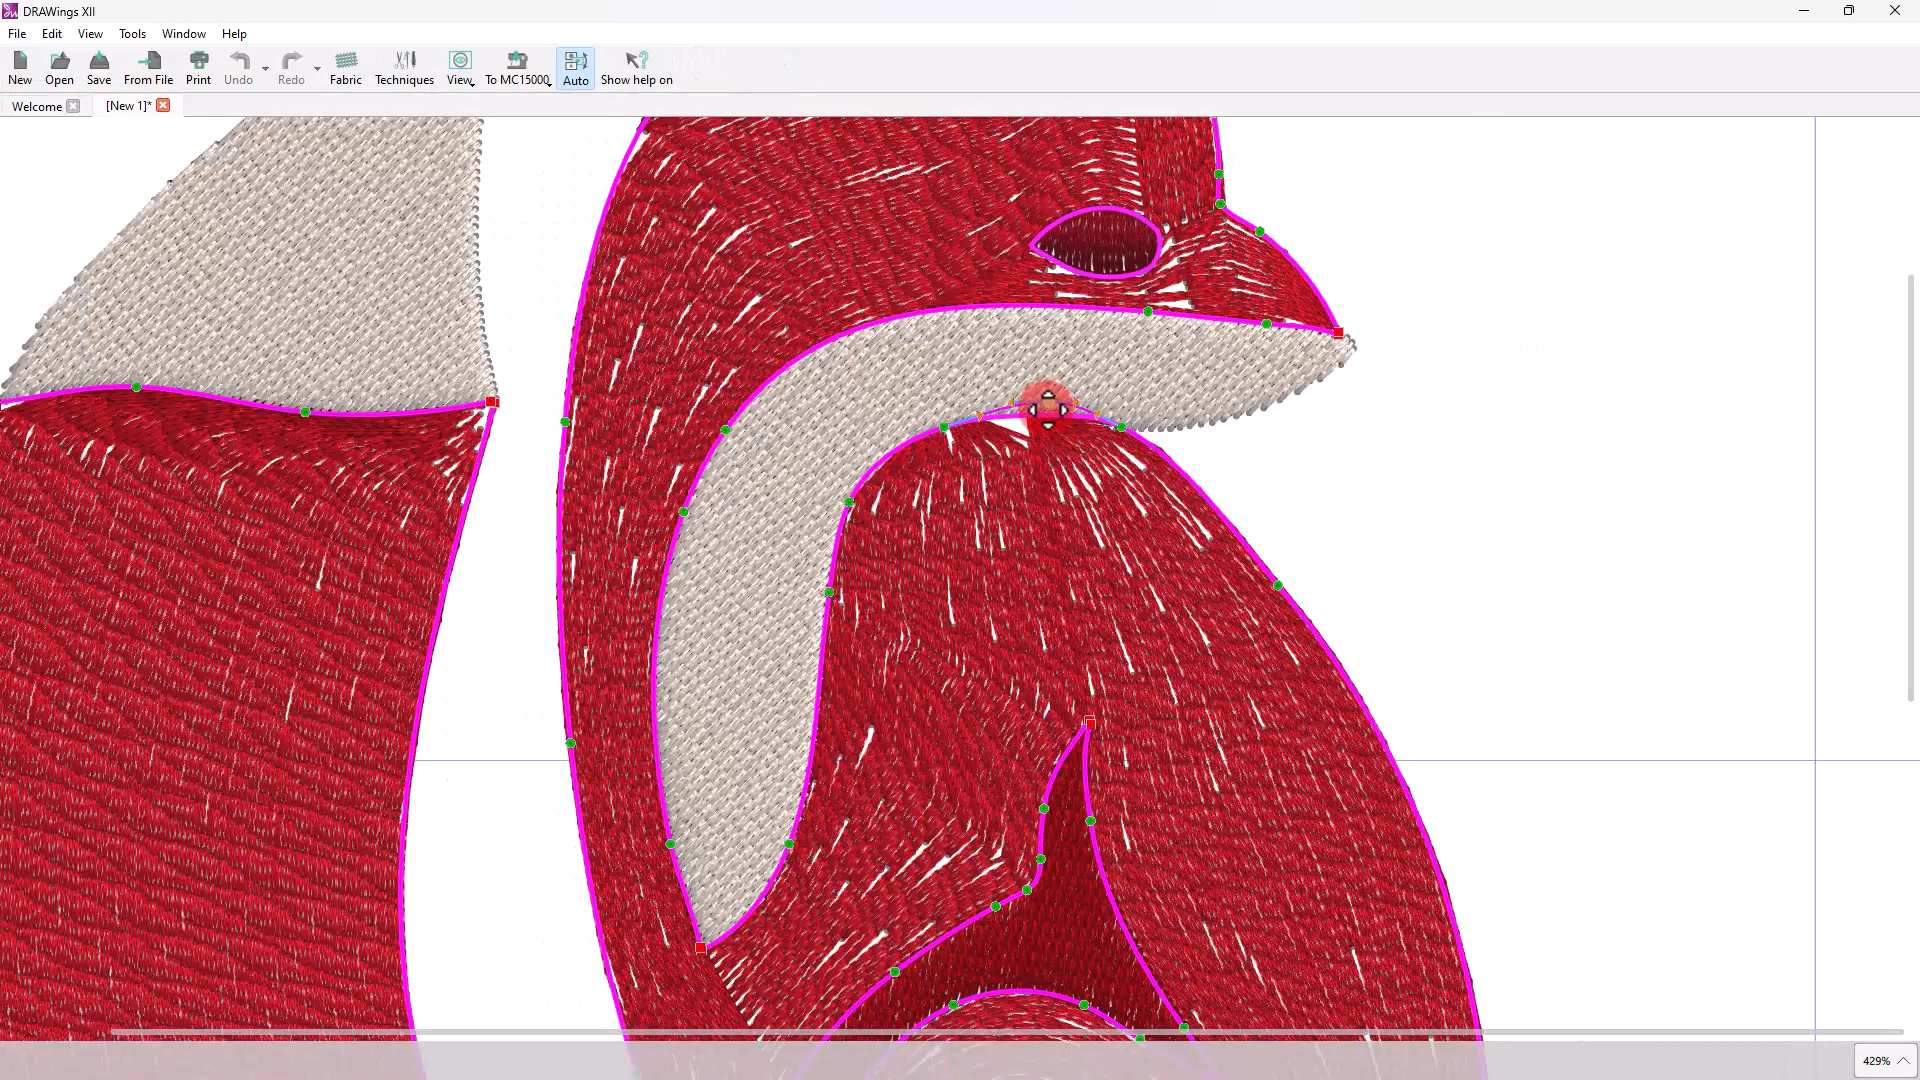 DRAWings XII
File Edit View Tools Window Help
New Open Save From File Print Undo Redo Fabric Techniques View To MC15000 Auto Show help on
Welcome [New 1]*
429%